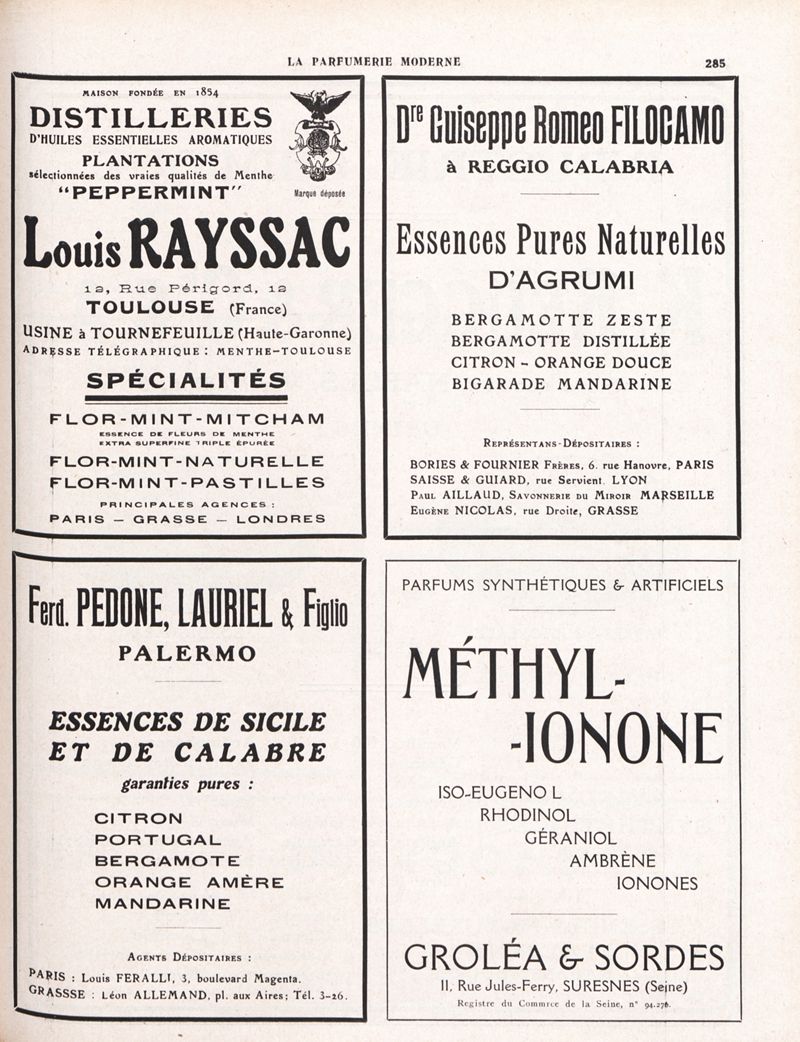 LA PARFUMERIE MODERNE
285
MAISON FONDÉE EN 1854
DISTILLERIES
D'HUILES ESSENTIELLES AROMATIQUES
PLANTATIONS
sélectionnées des vraies qualités de Menthe
"PEPPERMINT"
Marque déposée
Louis RAYSSAC
12, Rue Périgord, 12
TOULOUSE (France)
USINE à TOURNEFEUILLE (Haute-Garonne)
ADRESSE TÉLÉGRAPHIQUE : MENTHE-TOULOUSE
SPÉCIALITÉS
FLOR-MINT-MITCHAM
ESSENCE DE FLEURS DE MENTHE
EXTRA SUPERFINE TRIPLE ÉPURÉE
FLOR-MINT-NATURELLE
FLOR-MINT-PASTILLES
PRINCIPALES AGENCES :
PARIS – GRASSE – LONDRES
Dre Guiseppe Romeo FILOCAMO
à REGGIO CALABRIA
Essences Pures Naturelles
D'AGRUMI
BERGAMOTTE ZESTE
BERGAMOTTE DISTILLÉE
CITRON - ORANGE DOUCE
BIGARADE MANDARINE
REPRÉSENTANS-DÉPOSITAIRES :
BORIES & FOURNIER FRÈRES, 6. rue Hanovre, PARIS
SAISSE & GUIARD, rue Servient. LYON
PAUL AILLAUD, SAVONNERIE DU MIROIR MARSEILLE
EUGÈNE NICOLAS, rue Droite, GRASSE
Ferd. PEDONE, LAURIEL & Figlio
PALERMO
ESSENCES DE SICILE
ET DE CALABRE
garanties pures :
CITRON
PORTUGAL
BERGAMOTE
ORANGE AMÈRE
MANDARINE
AGENTS DÉPOSITAIRES :
PARIS : Louis FERALLI, 3, boulevard Magenta.
GRASSSE : Léon ALLEMAND, pl. aux Aires; Tél. 3-26.
PARFUMS SYNTHÉTIQUES & ARTIFICIELS
MÉTHYL-
-IONONE
ISO-EUGENO L
RHODINOL
GÉRANIOL
AMBRÈNE
IONONES
GROLÉA & SORDES
11, Rue Jules-Ferry, SURESNES (Seine)
Registre du Commrce de la Seine, n° 94.276.